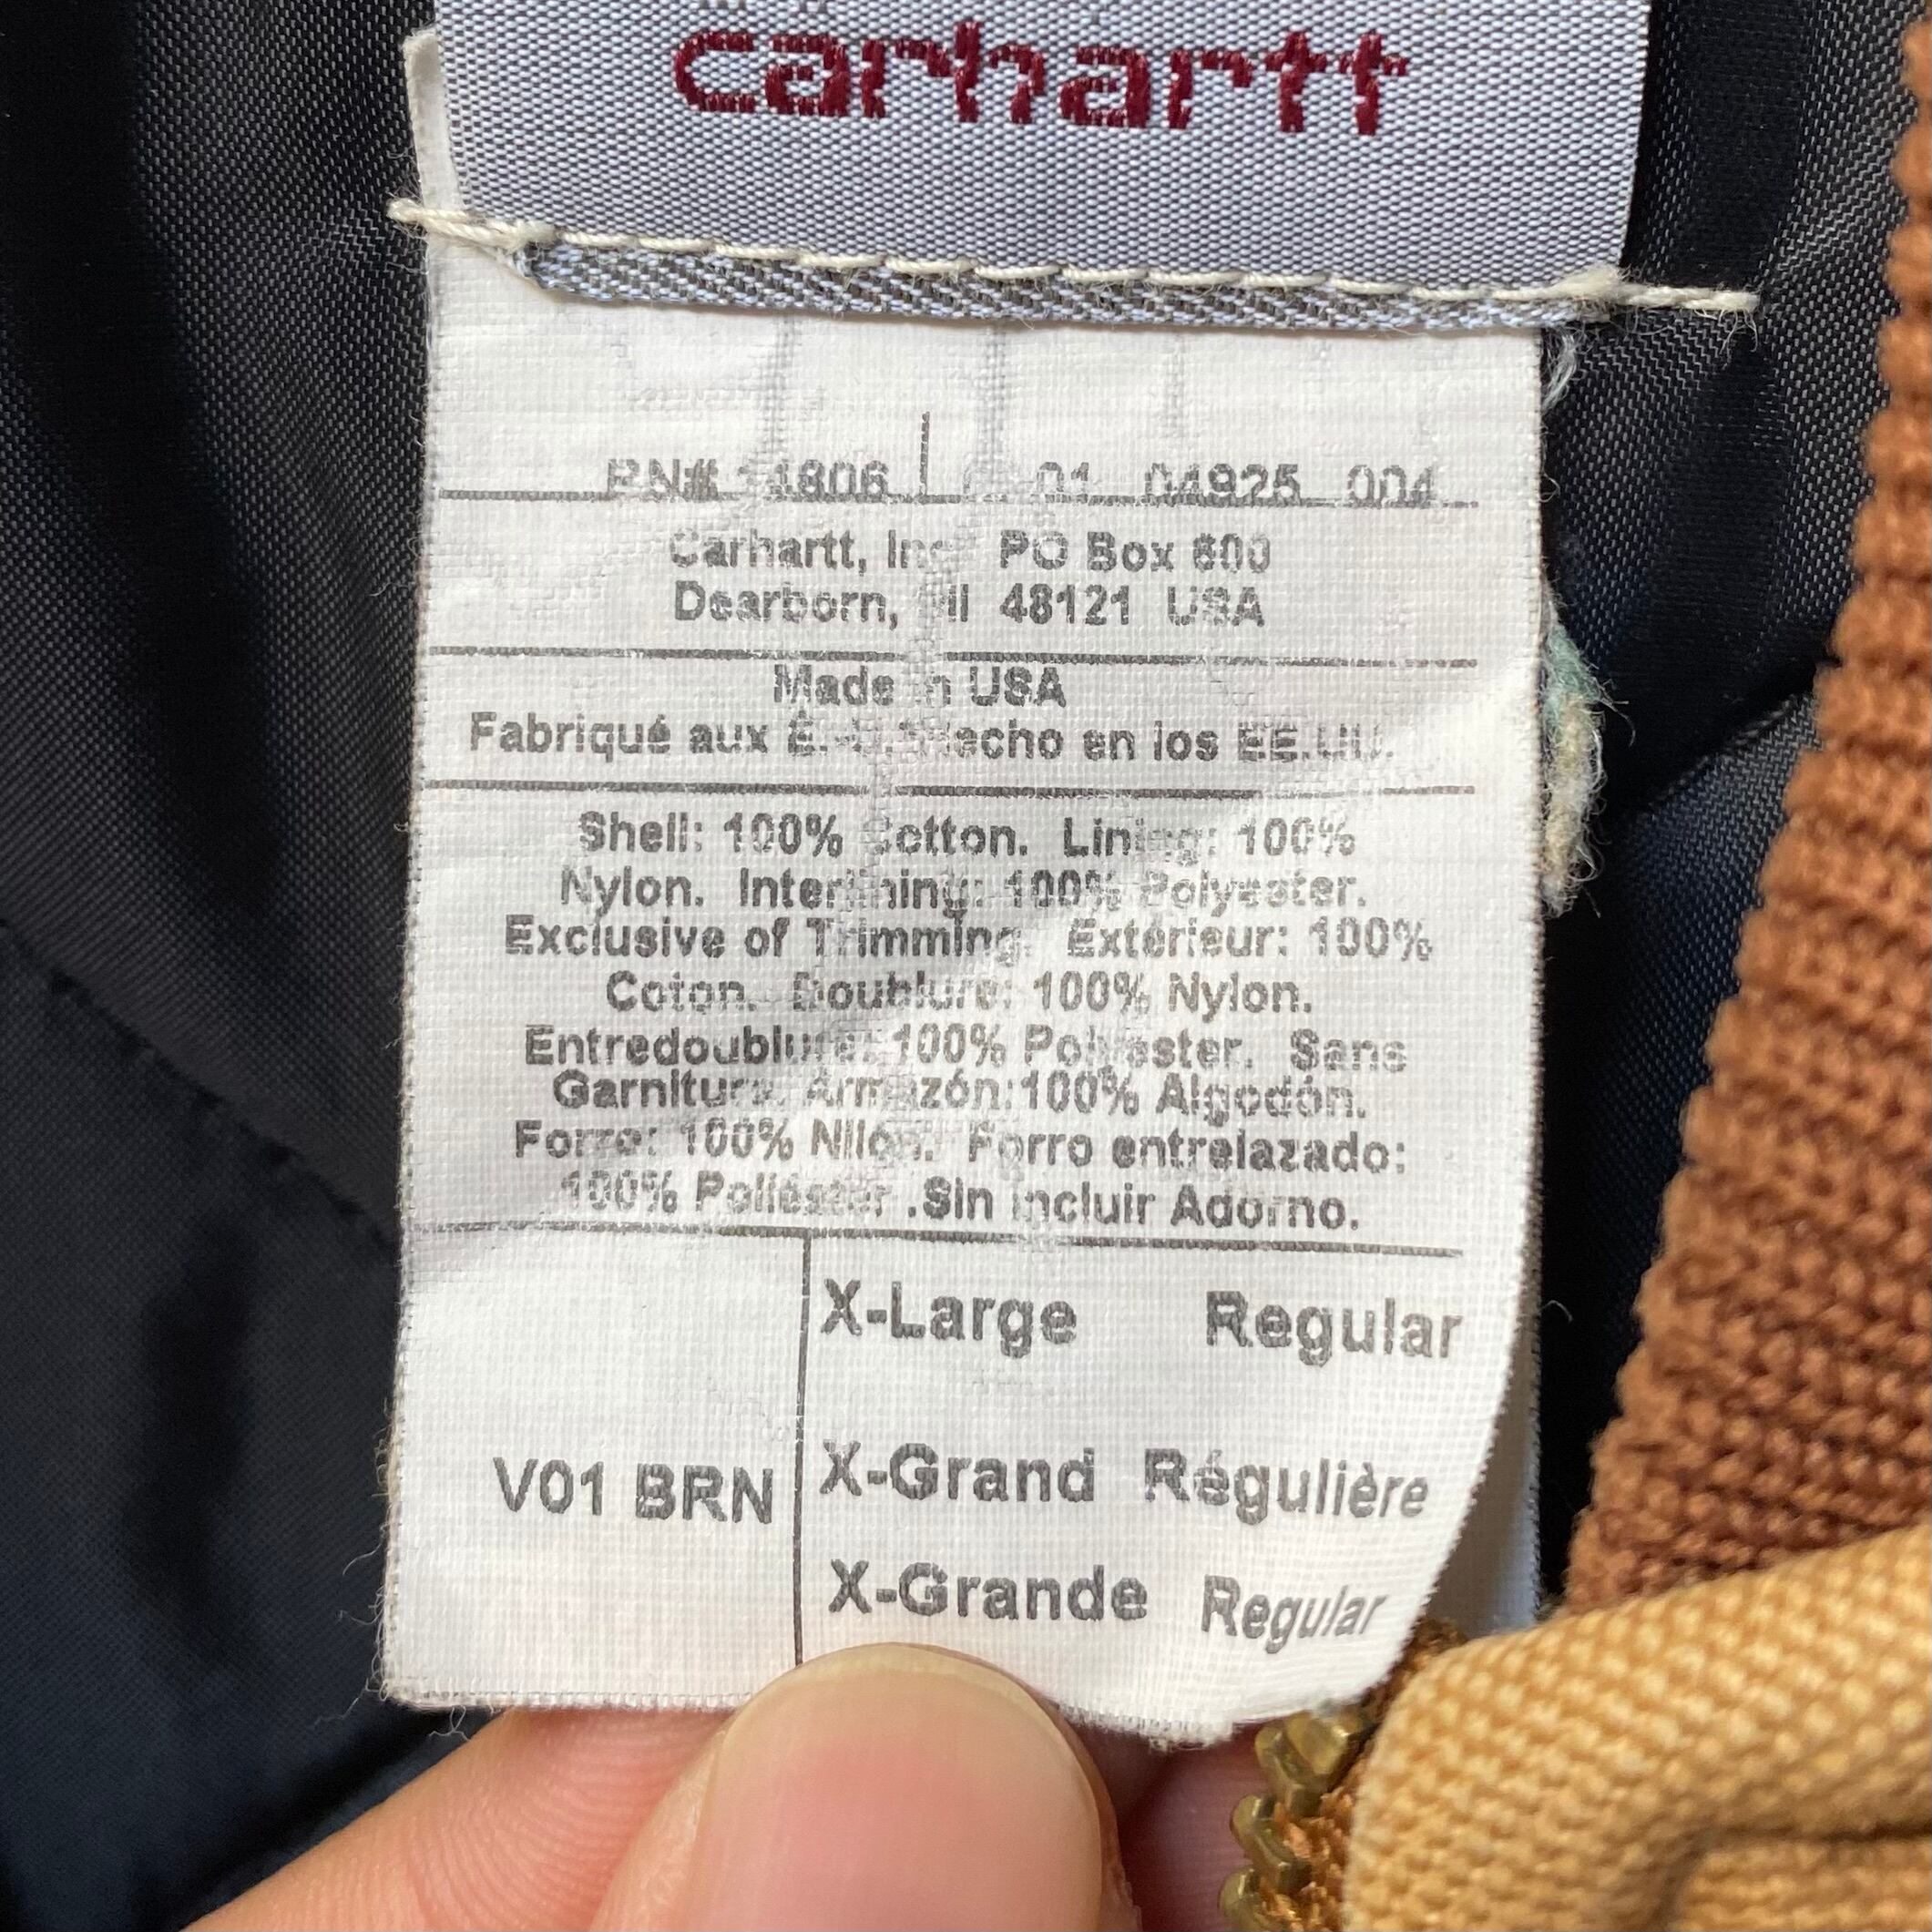 carhartt
RN# 14806 01 04925 004
Carhartt, Inc. PO Box 600
Dearborn, MI 48121 USA
Made in USA
Fabriqué aux É.-U. Hecho en los EE.UU.
Shell: 100% Cotton. Lining: 100%
Nylon. Interlining: 100% Polyester.
Exclusive of Trimming. Extérieur: 100%
Coton. Doublure: 100% Nylon.
Entredoublure: 100% Polyester. Sans
Garniture. Armazón:100% Algodón.
Forro: 100% Nilón. Forro entrelazado:
100% Poliéster .Sin incluir Adorno.
X-Large Regular
V01 BRN X-Grand Régulière
X-Grande Regular